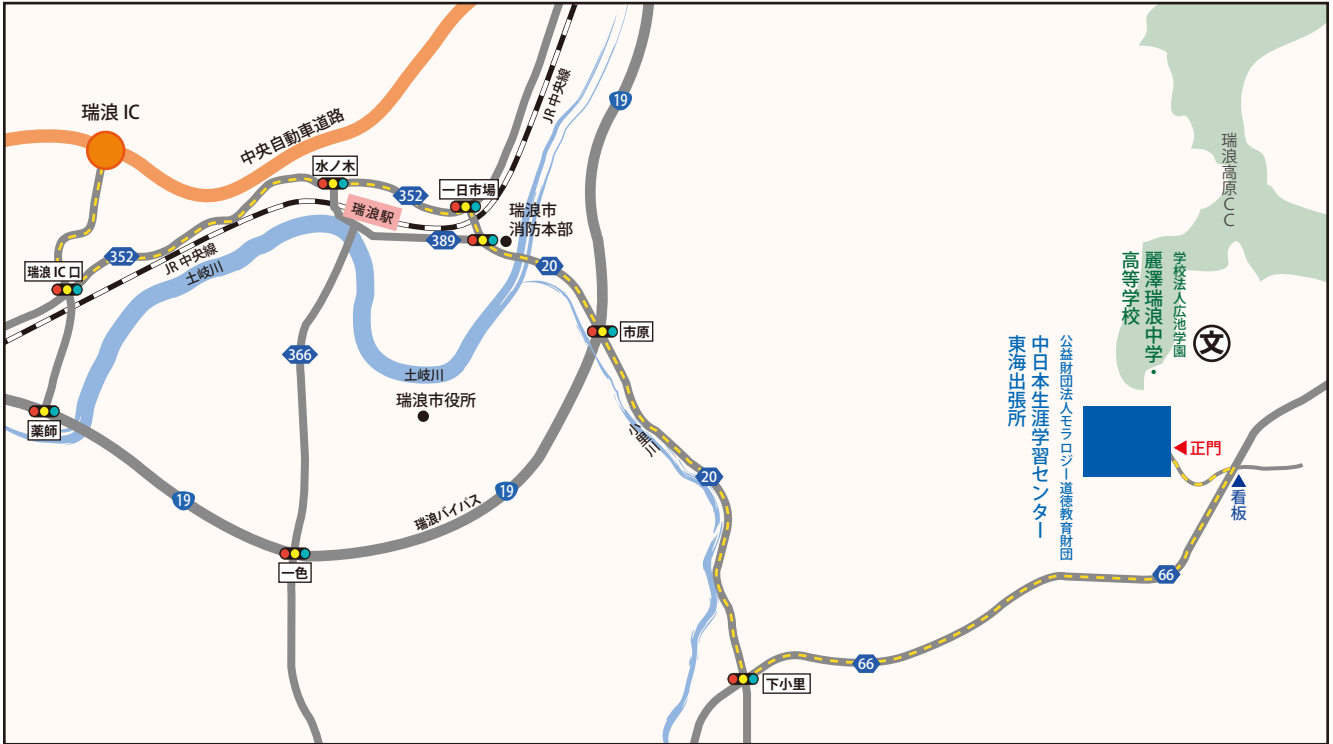 瑞浪 IC
中央自動車道路
JR 中央線
19
水ノ木
352
一日市場
瑞浪駅
瑞浪市
消防本部
389
352
JR 中央線
土岐川
瑞浪 IC 口
20
市原
366
土岐川
瑞浪市役所
薬師
小里川
20
19
19
瑞浪バイパス
一色
瑞浪高原CC
学校法人広池学園
麗澤瑞浪中学・
高等学校
文
公益財団法人モラロジー道徳教育財団
中日本生涯学習センター
東海出張所
正門
看板
66
66
下小里